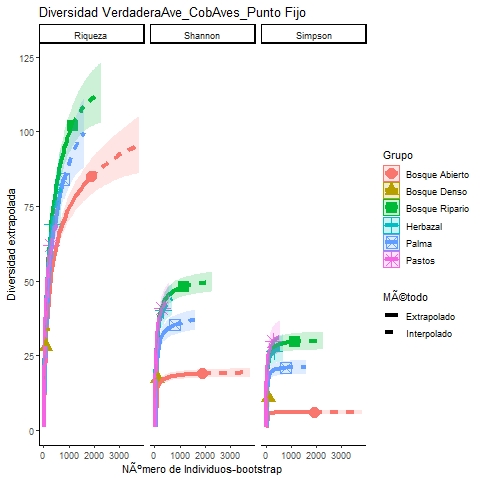 Diversidad VerdaderaAve_CobAves_Punto Fijo
Riqueza
Shannon
Simpson
Diversidad extrapolada
125
100
75
50
25
0
0 1000 2000 3000
0 1000 2000 3000
0 1000 2000 3000
NÃºmero de Individuos-bootstrap
Grupo
Bosque Abierto
Bosque Denso
Bosque Ripario
Herbazal
Palma
Pastos
MÃ©todo
Extrapolado
Interpolado